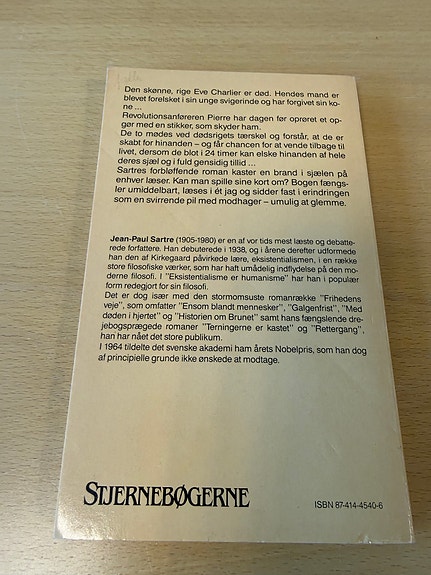 Den skønne, rige Eve Charlier er død. Hendes mand er
blevet forelsket i sin unge svigerinde og har forgivet sin ko-
ne ...
Revolutionsanføreren Pierre har dagen før oprøret et op-
gør med en stikker, som skyder ham.
De to mødes ved dødsrigets tærskel og forstår, at de er
skabt for hinanden – og får chancen for at vende tilbage til
livet, dersom de blot i 24 timer kan elske hinanden af hele
deres sjæl og i fuld gensidig tillid ...
Sartres forbløffende roman kaster en brand i sjælen på
enhver læser. Kan man spille sine kort om? Bogen fængs-
ler umiddelbart, læses i ét jag og sidder fast i erindringen
som en svirrende pil med modhager – umulig at glemme.
Jean-Paul Sartre (1905-1980) er en af vor tids mest læste og debatte-
rede forfattere. Han debuterede i 1938, og i årene derefter udformede
han den af Kirkegaard påvirkede lære, eksistentialismen, i en række
store filosofiske værker, som har haft umådelig indflydelse på den mo-
derne filosofi. I "Eksistentialisme er humanisme" har han i populær
form redegjort for sin filosofi.
Det er dog især med den stormomsuste romanrække "Frihedens
veje", som omfatter "Ensom blandt mennesker", "Galgenfrist", "Med
døden i hjertet" og "Historien om Brunet" samt hans fængslende dre-
jebogsprægede romaner "Terningerne er kastet" og "Rettergang",
han har nået det store publikum.
I 1964 tildelte det svenske akademi ham årets Nobelpris, som han dog
af principielle grunde ikke ønskede at modtage.
STJERNEBØGERNE
ISBN 87-414-4540-6